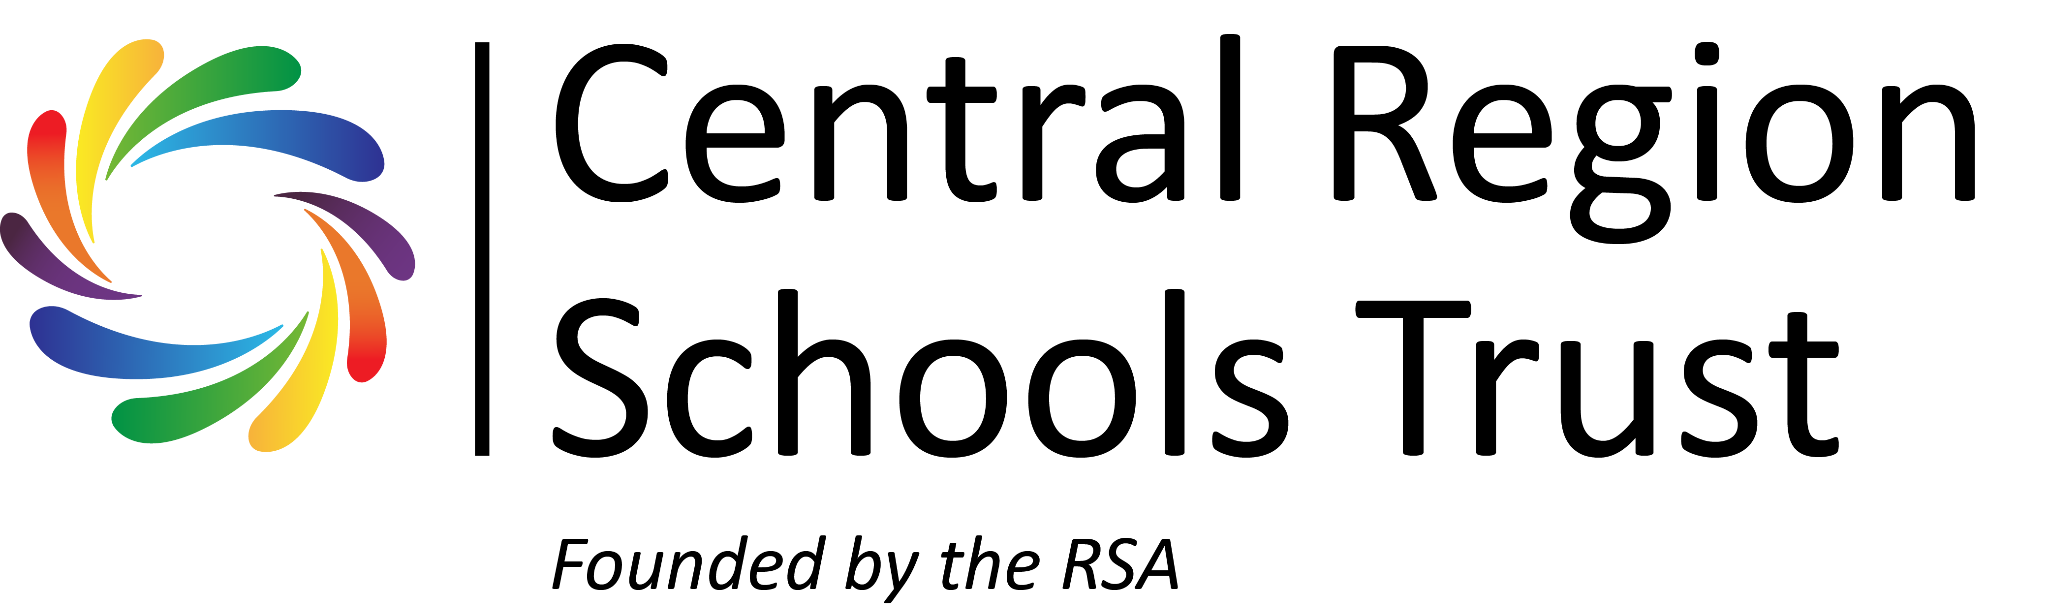 Central Region
Schools Trust
Founded by the RSA